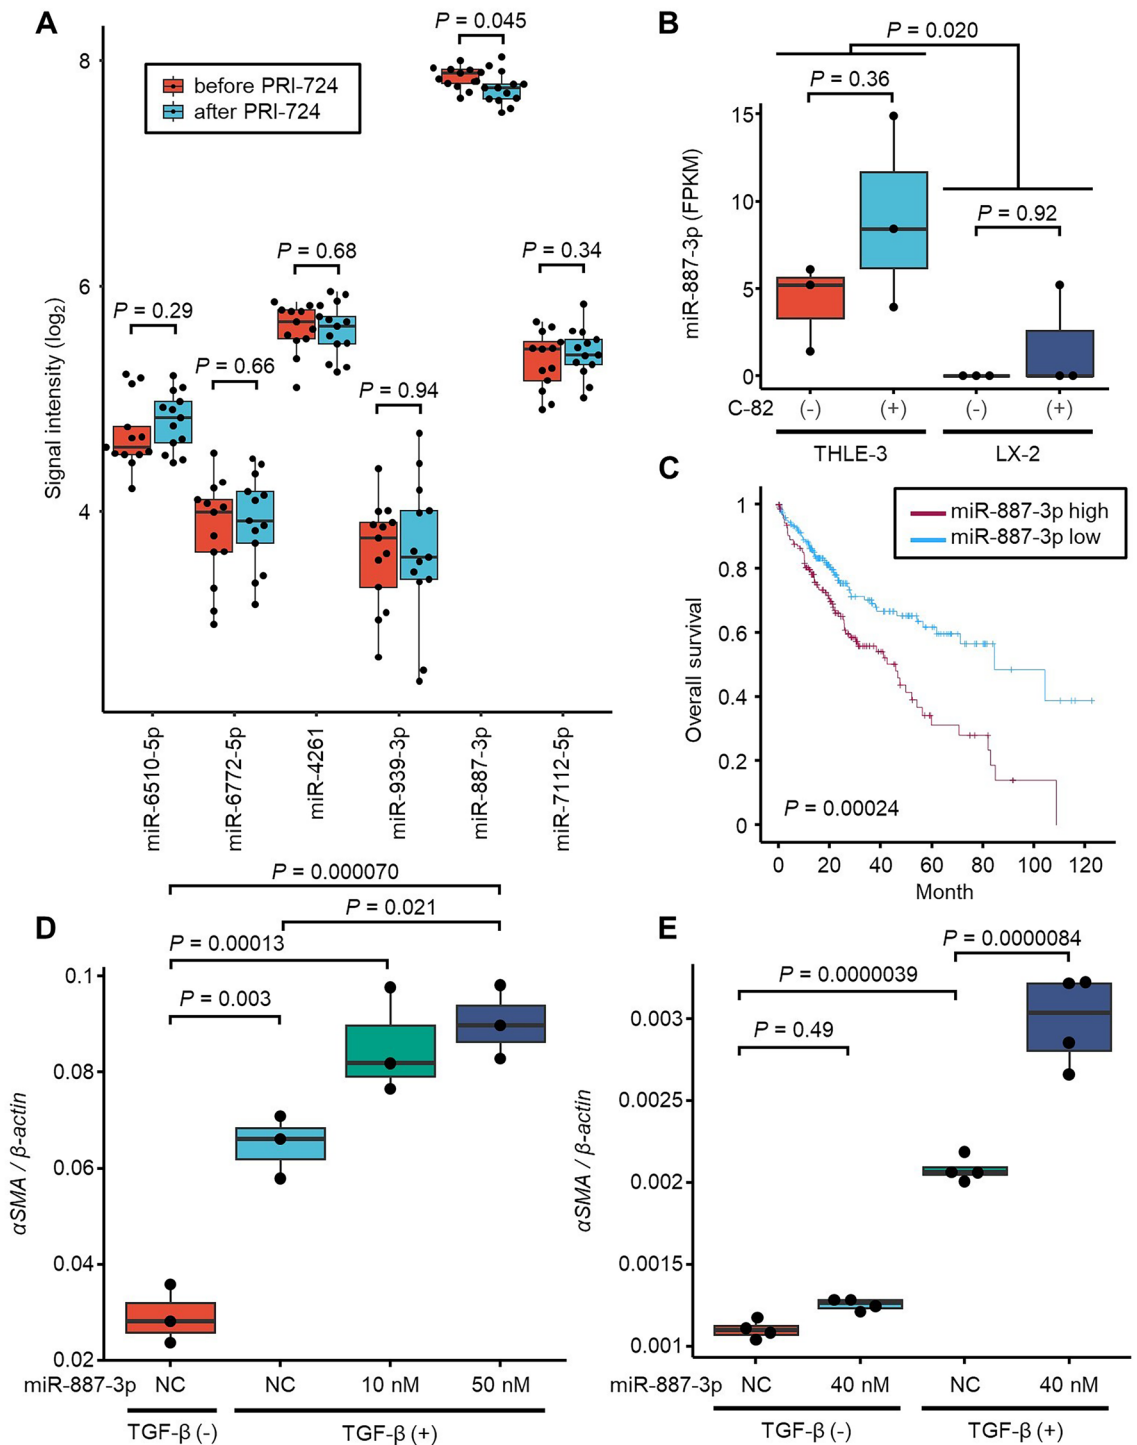 A
P = 0.045
8
before PRI-724
after PRI-724
P = 0.68
P = 0.34
6
P = 0.29
P = 0.66
P = 0.94
4
Signal intensity (log2)
miR-6510-5p
miR-6772-5p
miR-4261
miR-939-3p
miR-887-3p
miR-7112-5p
B
P = 0.020
P = 0.36
P = 0.92
15
10
5
0
miR-887-3p (FPKM)
C-82 (-) (+) (-) (+)
THLE-3 LX-2
C
miR-887-3p high
miR-887-3p low
1
0.8
0.6
0.4
0.2
0
Overall survival
P = 0.00024
0 20 40 60 80 100 120
Month
D
P = 0.000070
P = 0.021
P = 0.00013
P = 0.003
0.1
0.08
0.06
0.04
0.02
αSMA / β-actin
miR-887-3p NC NC 10 nM 50 nM
TGF-β (-) TGF-β (+)
E
P = 0.0000084
P = 0.0000039
P = 0.49
0.003
0.0025
0.002
0.0015
0.001
αSMA / β-actin
miR-887-3p NC 40 nM NC 40 nM
TGF-β (-) TGF-β (+)